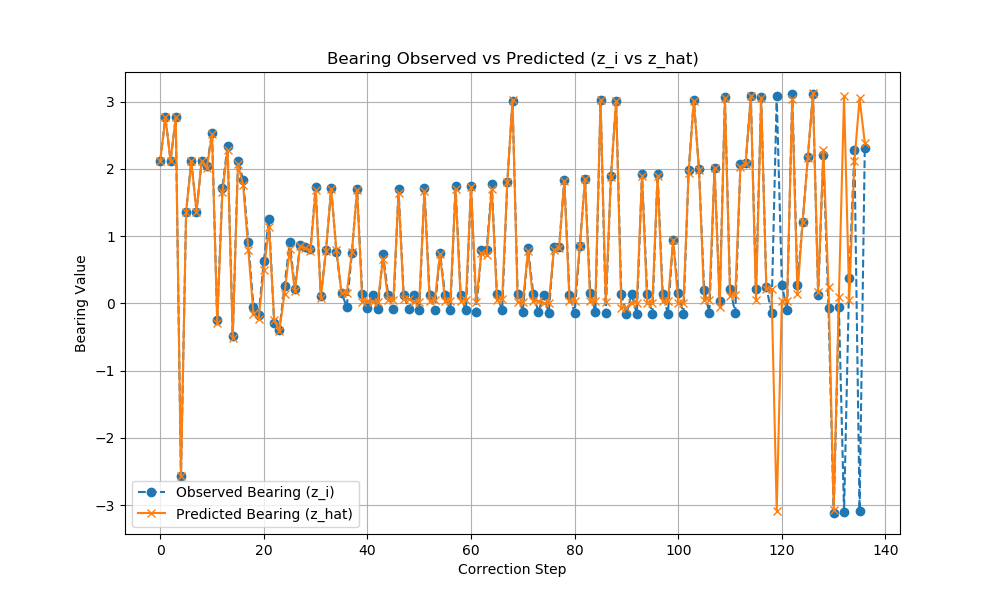 Bearing Observed vs Predicted (z_i vs z_hat)
Bearing Value
3
2
1
0
−1
−2
−3
Observed Bearing (z_i)
Predicted Bearing (z_hat)
0 20 40 60 80 100 120 140
Correction Step